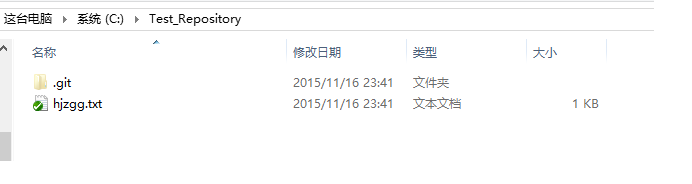 这台电脑 › 系统 (C:) › Test_Repository
名称 修改日期 类型 大小
.git 2015/11/16 23:41 文件夹
hjzgg.txt 2015/11/16 23:41 文本文档 1 KB